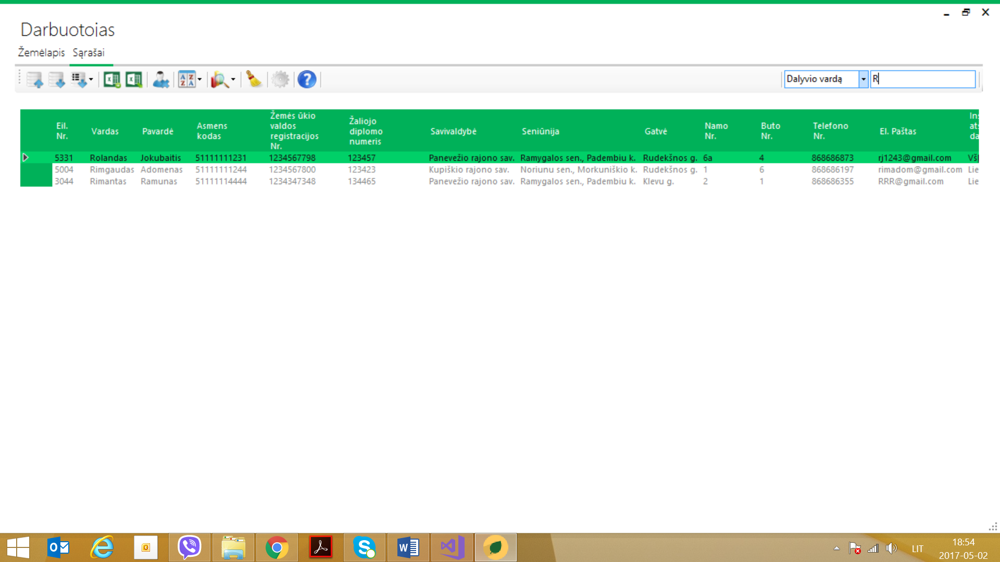 Darbuotojas
Žemėlapis Sąrašai
Dalyvio vardą R
Eil. Nr. Vardas Pavardė Asmens kodas Žemės ūkio valdos registracijos Nr. Žaliojo diplomo numeris Savivaldybė Seniūnija Gatvė Namo Nr. Buto Nr. Telefono Nr. El. Paštas
5331 Rolandas Jokubaitis 51111111231 1234567798 123457 Panevežio rajono sav. Ramygalos sen., Padembiu k. Rudekšnos g. 6a 4 868686873 rj1243@gmail.com
5004 Rimgaudas Adomenas 51111111244 1234567800 123423 Kupiškio rajono sav. Noriunu sen., Morkuniškio k. Rudekšnos g. 1 6 868686197 rimadom@gmail.com Lie
3044 Rimantas Ramunas 51111114444 1234347348 134465 Panevežio rajono sav. Ramygalos sen., Padembiu k. Klevu g. 2 1 868686355 RRR@gmail.com Lie
LIT
18:54
2017-05-02